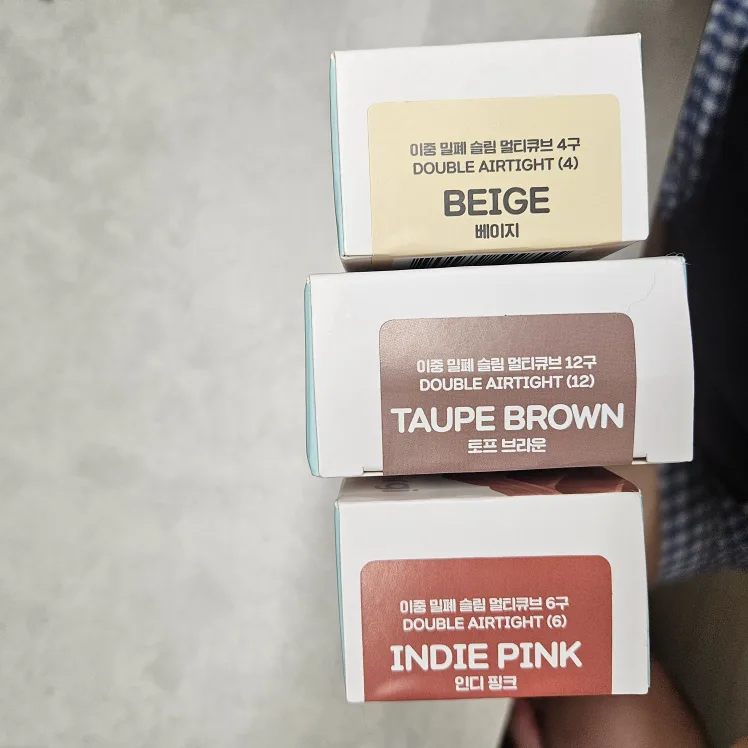 이중 밀폐 슬림 멀티큐브 4구
DOUBLE AIRTIGHT (4)
BEIGE
베이지
이중 밀폐 슬림 멀티큐브 12구
DOUBLE AIRTIGHT (12)
TAUPE BROWN
토프 브라운
이중 밀폐 슬림 멀티큐브 6구
DOUBLE AIRTIGHT (6)
INDIE PINK
인디 핑크